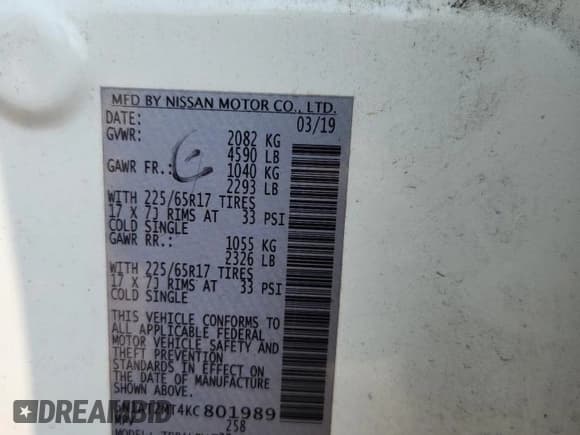 MFD BY NISSAN MOTOR CO., LTD.
DATE: 03/19
GVWR: 2082 KG
4590 LB
GAWR FR.: 1040 KG
2293 LB
WITH 225/65R17 TIRES
17 X 7J RIMS AT 33 PSI
COLD SINGLE
GAWR RR.: 1055 KG
2326 LB
WITH 225/65R17 TIRES
17 X 7J RIMS AT 33 PSI
COLD SINGLE
THIS VEHICLE CONFORMS TO
ALL APPLICABLE FEDERAL
MOTOR VEHICLE SAFETY AND
THEFT PREVENTION
STANDARDS IN EFFECT ON
THE DATE OF MANUFACTURE
SHOWN ABOVE.
801989
258
DREAMBID.COM